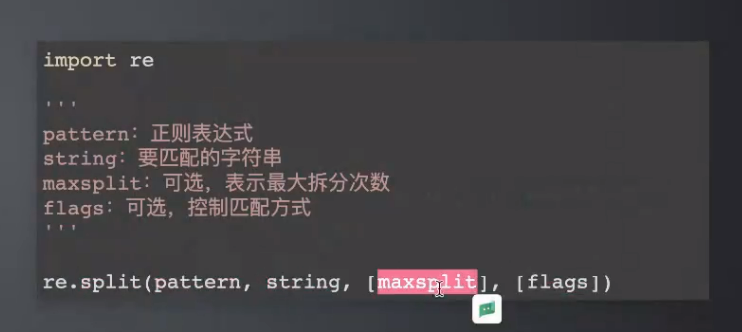 import re
'''
pattern：正则表达式
string：要匹配的字符串
maxsplit：可选，表示最大拆分次数
flags：可选，控制匹配方式
'''
re.split(pattern, string, [maxsplit], [flags])